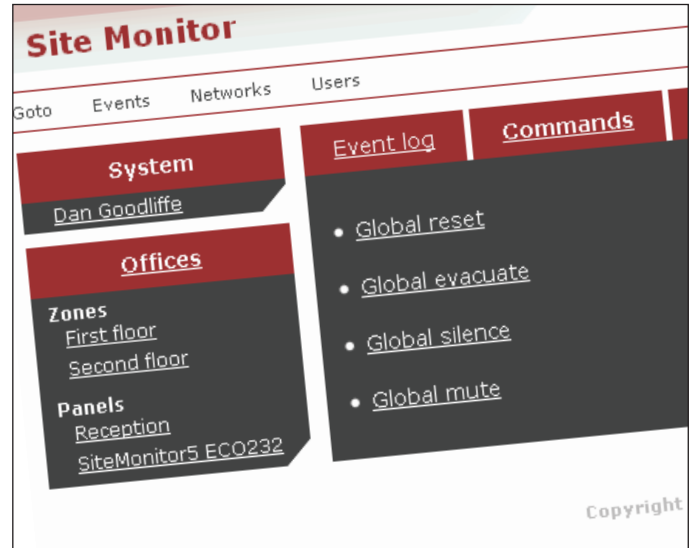 Site Monitor
Goto Events Networks Users
System
Dan Goodliffe
Offices
Zones
First floor
Second floor
Panels
Reception
SiteMonitor5 ECO232
Event log Commands
Global reset
Global evacuate
Global silence
Global mute
Copyright